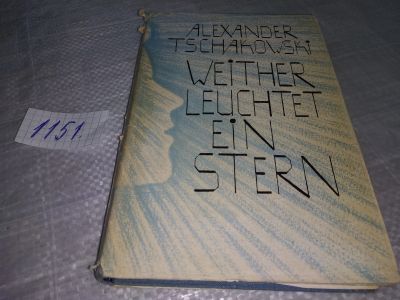 ALEXANDER
TSCHAKOWSKI
WEITHER
LEUCHTET
EIN
STERN
1151.